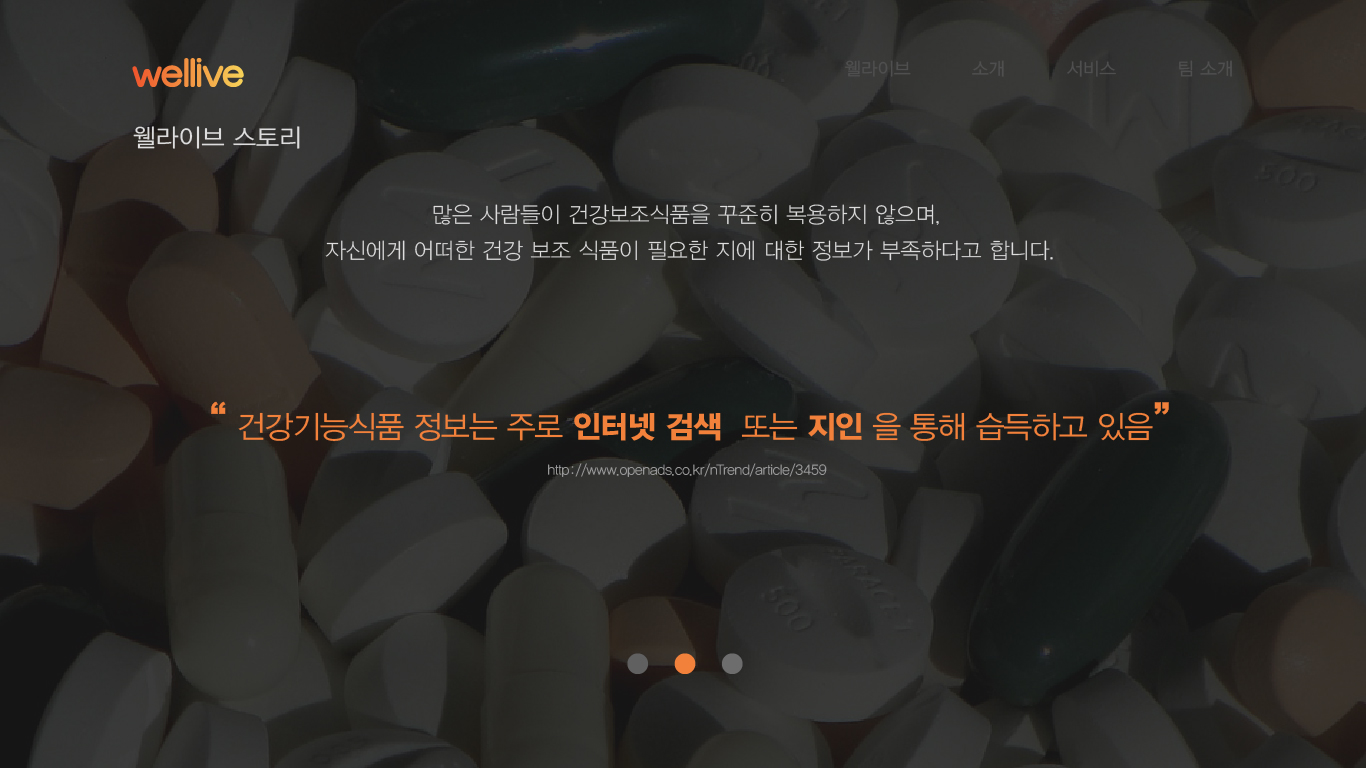 wellive
웰라이브 소개 서비스 팀 소개
웰라이브 스토리
많은 사람들이 건강보조식품을 꾸준히 복용하지 않으며,
자신에게 어떠한 건강 보조 식품이 필요한 지에 대한 정보가 부족하다고 합니다.
“ 건강기능식품 정보는 주로 인터넷 검색 또는 지인 을 통해 습득하고 있음”
http://www.openads.co.kr/nTrend/article/3459
500